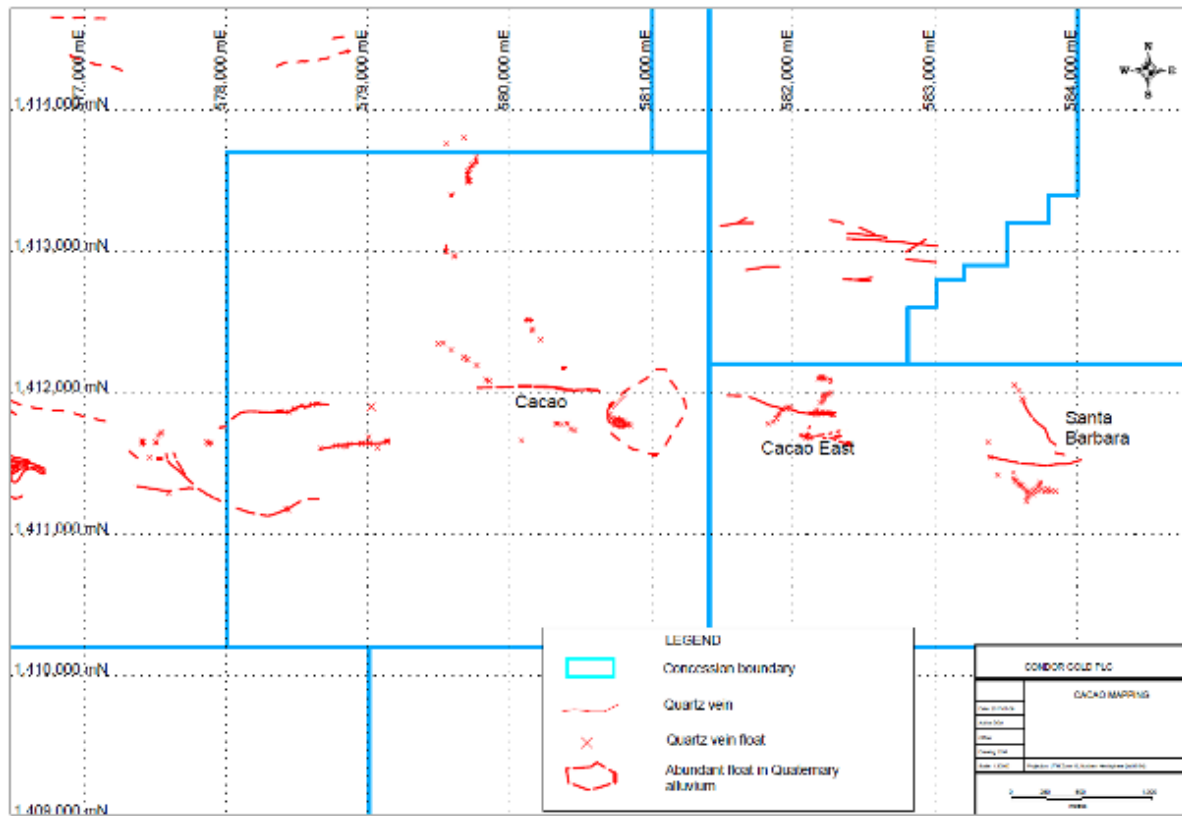 577,000 mE
578,000 mE
579,000 mE
580,000 mE
581,000 mE
582,000 mE
583,000 mE
584,000 mE
N
W
E
S
1,414,000 mN
1,413,000 mN
1,412,000 mN
Cacao
Cacao East
Santa
Barbara
1,411,000 mN
1,410,000 mN
1,409,000 mN
LEGEND
Concession boundary
Quartz vein
Quartz vein float
Abundant float in Quaternary
alluvium
CONDOR GOLD PLC
CACAO MAPPING
0